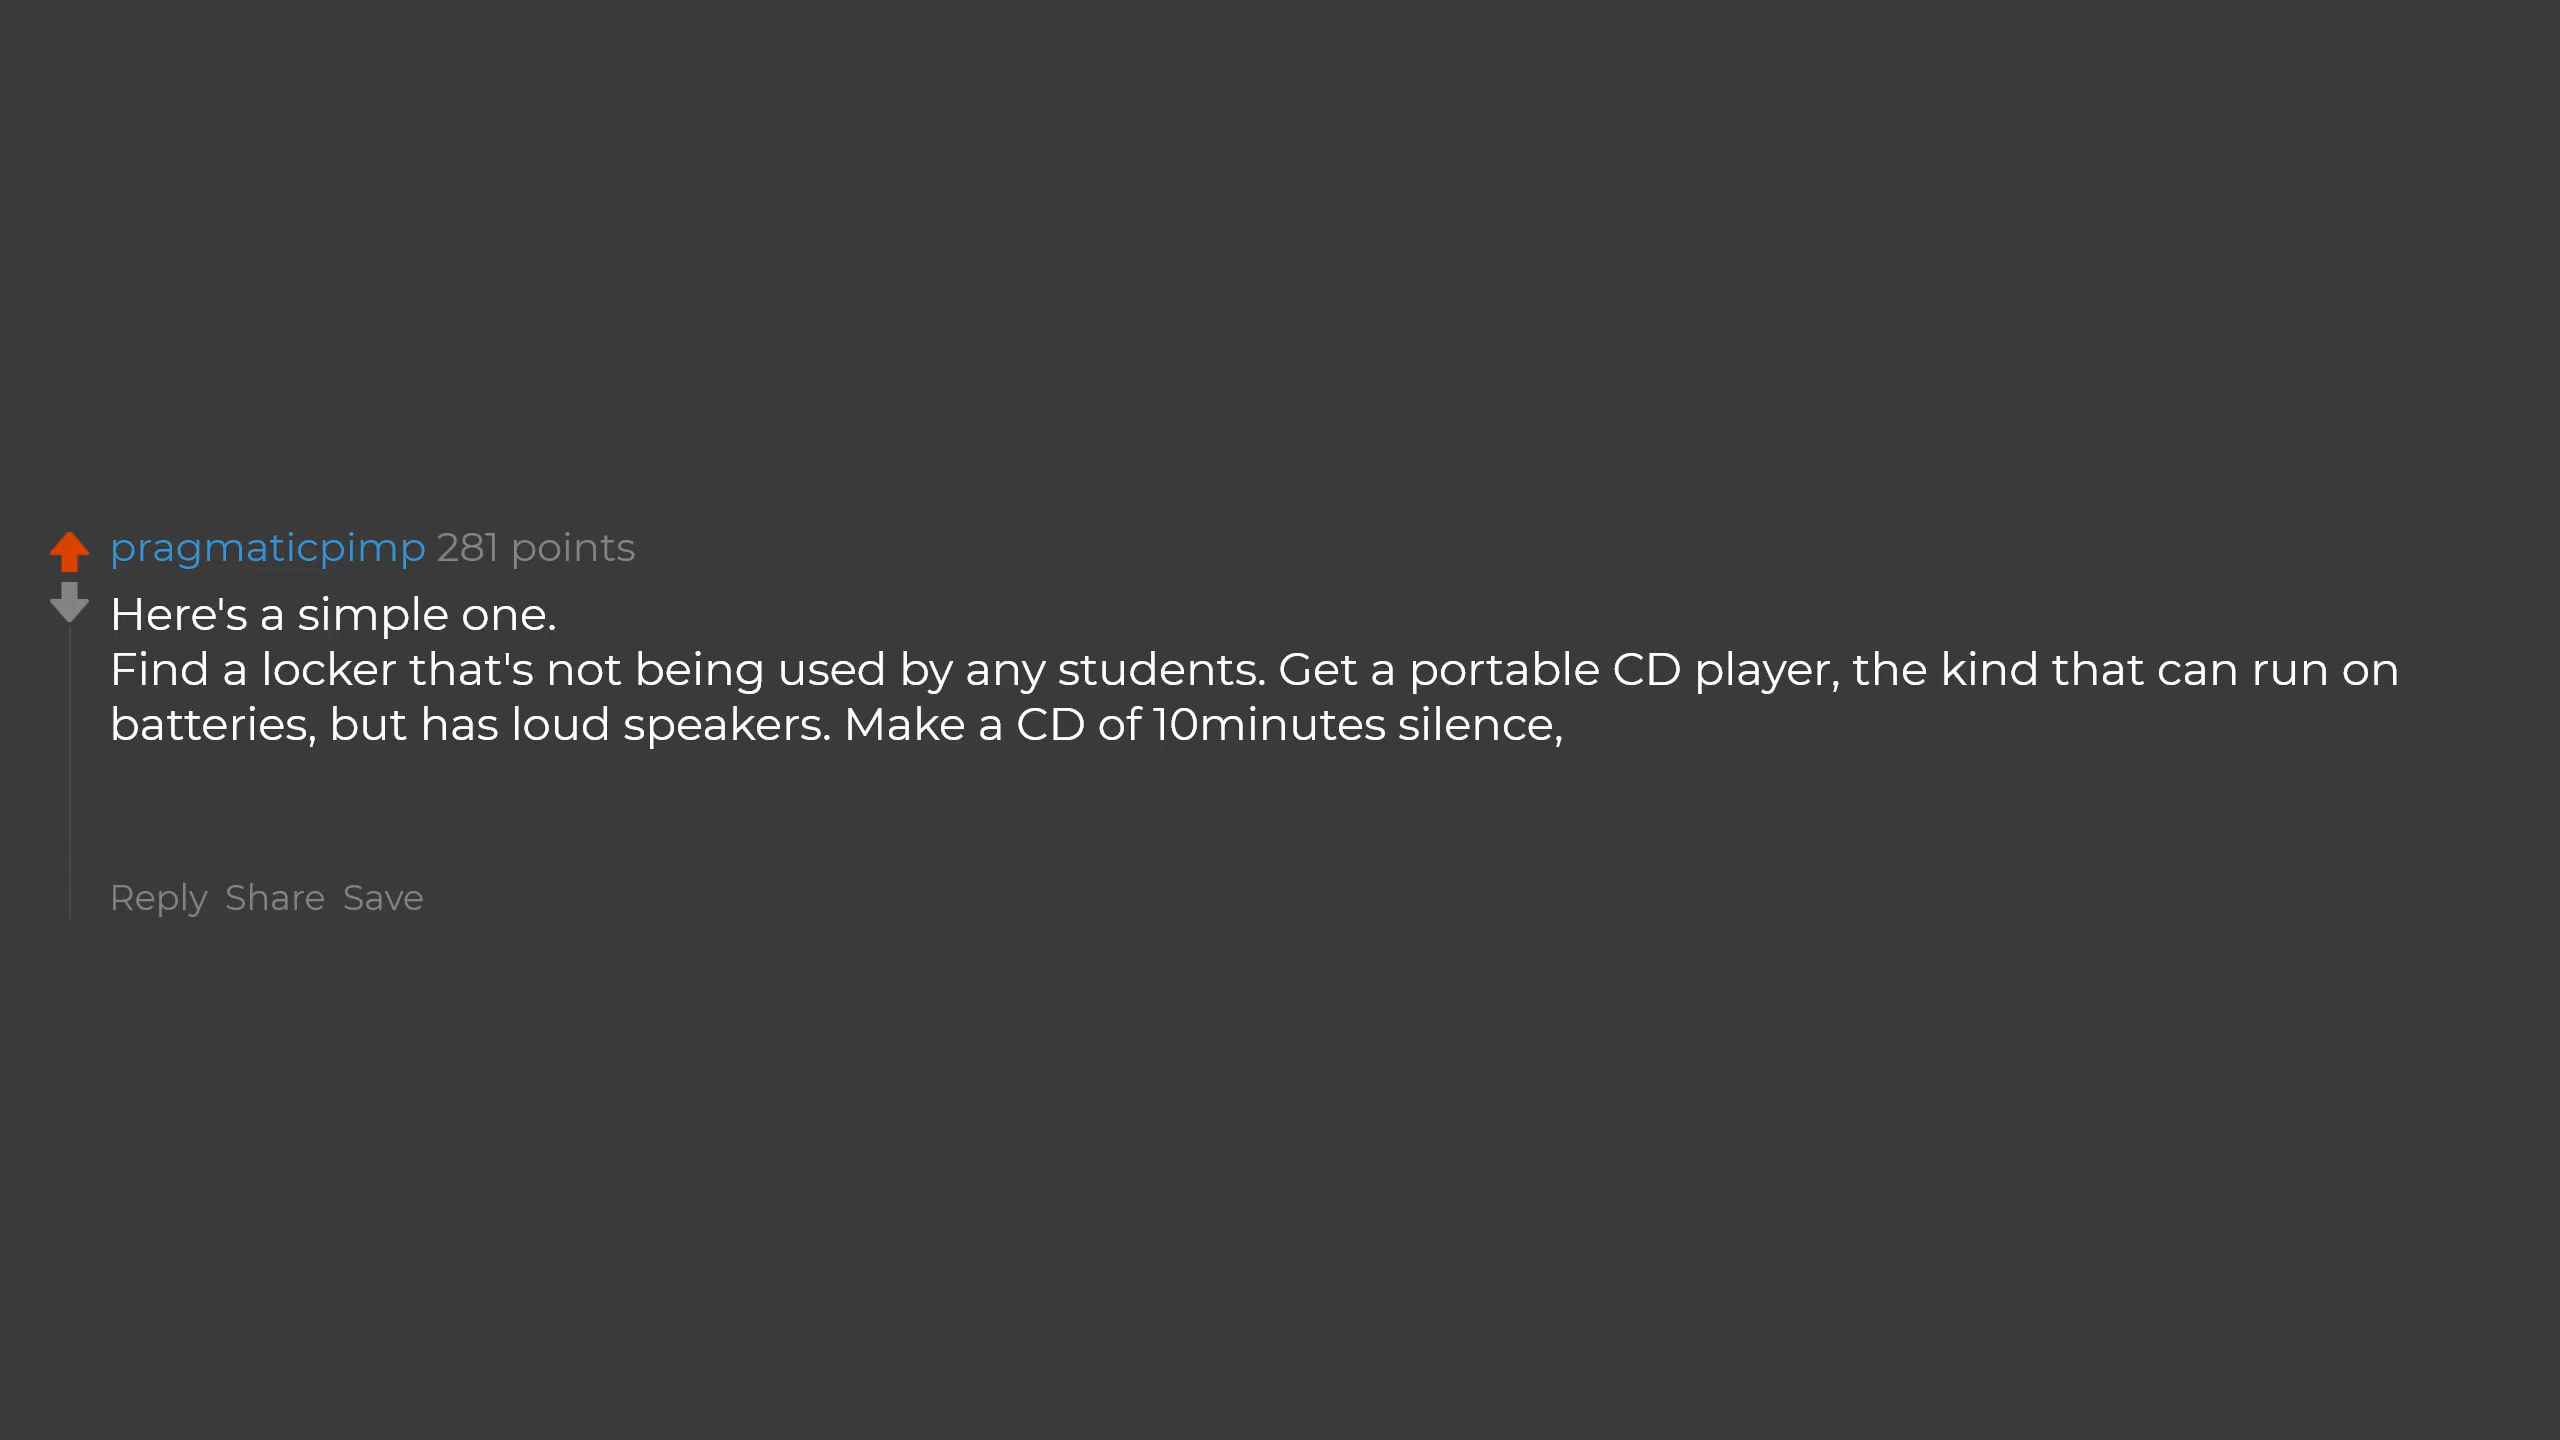 pragmaticpimp 281 points
Here's a simple one.
Find a locker that's not being used by any students. Get a portable CD player, the kind that can run on
batteries, but has loud speakers. Make a CD of 10minutes silence,
Reply Share Save